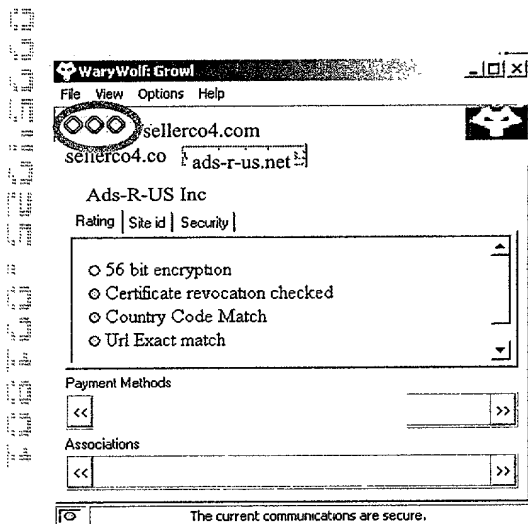 WaryWolf: Growl
File View Options Help
sellerco4.com
sellerco4.co ads-r-us.net
Ads-R-US Inc
Rating Site id Security
56 bit encryption
Certificate revocation checked
Country Code Match
Url Exact match
Payment Methods
<< >>
Associations
<< >>
The current communications are secure.